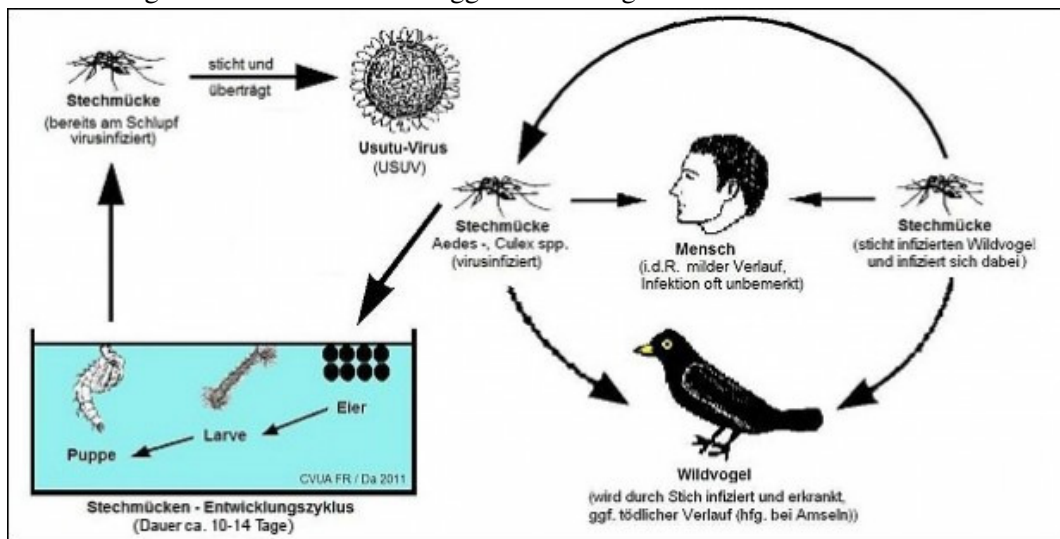 Stechmücke
(bereits am Schlupf
virusinfiziert)
sticht und
überträgt
Usutu-Virus
(USUV)
Stechmücke
Aedes -, Culex spp.
(virusinfiziert)
Mensch
(i.d.R. milder Verlauf,
Infektion oft unbemerkt)
Stechmücke
(sticht infizierten Wildvogel
und infiziert sich dabei)
Eier
Larve
Puppe
CVUA FR / Da 2011
Stechmücken - Entwicklungszyklus
(Dauer ca. 10-14 Tage)
Wildvogel
(wird durch Stich infiziert und erkrankt,
ggf. tödlicher Verlauf (hfg. bei Amseln))